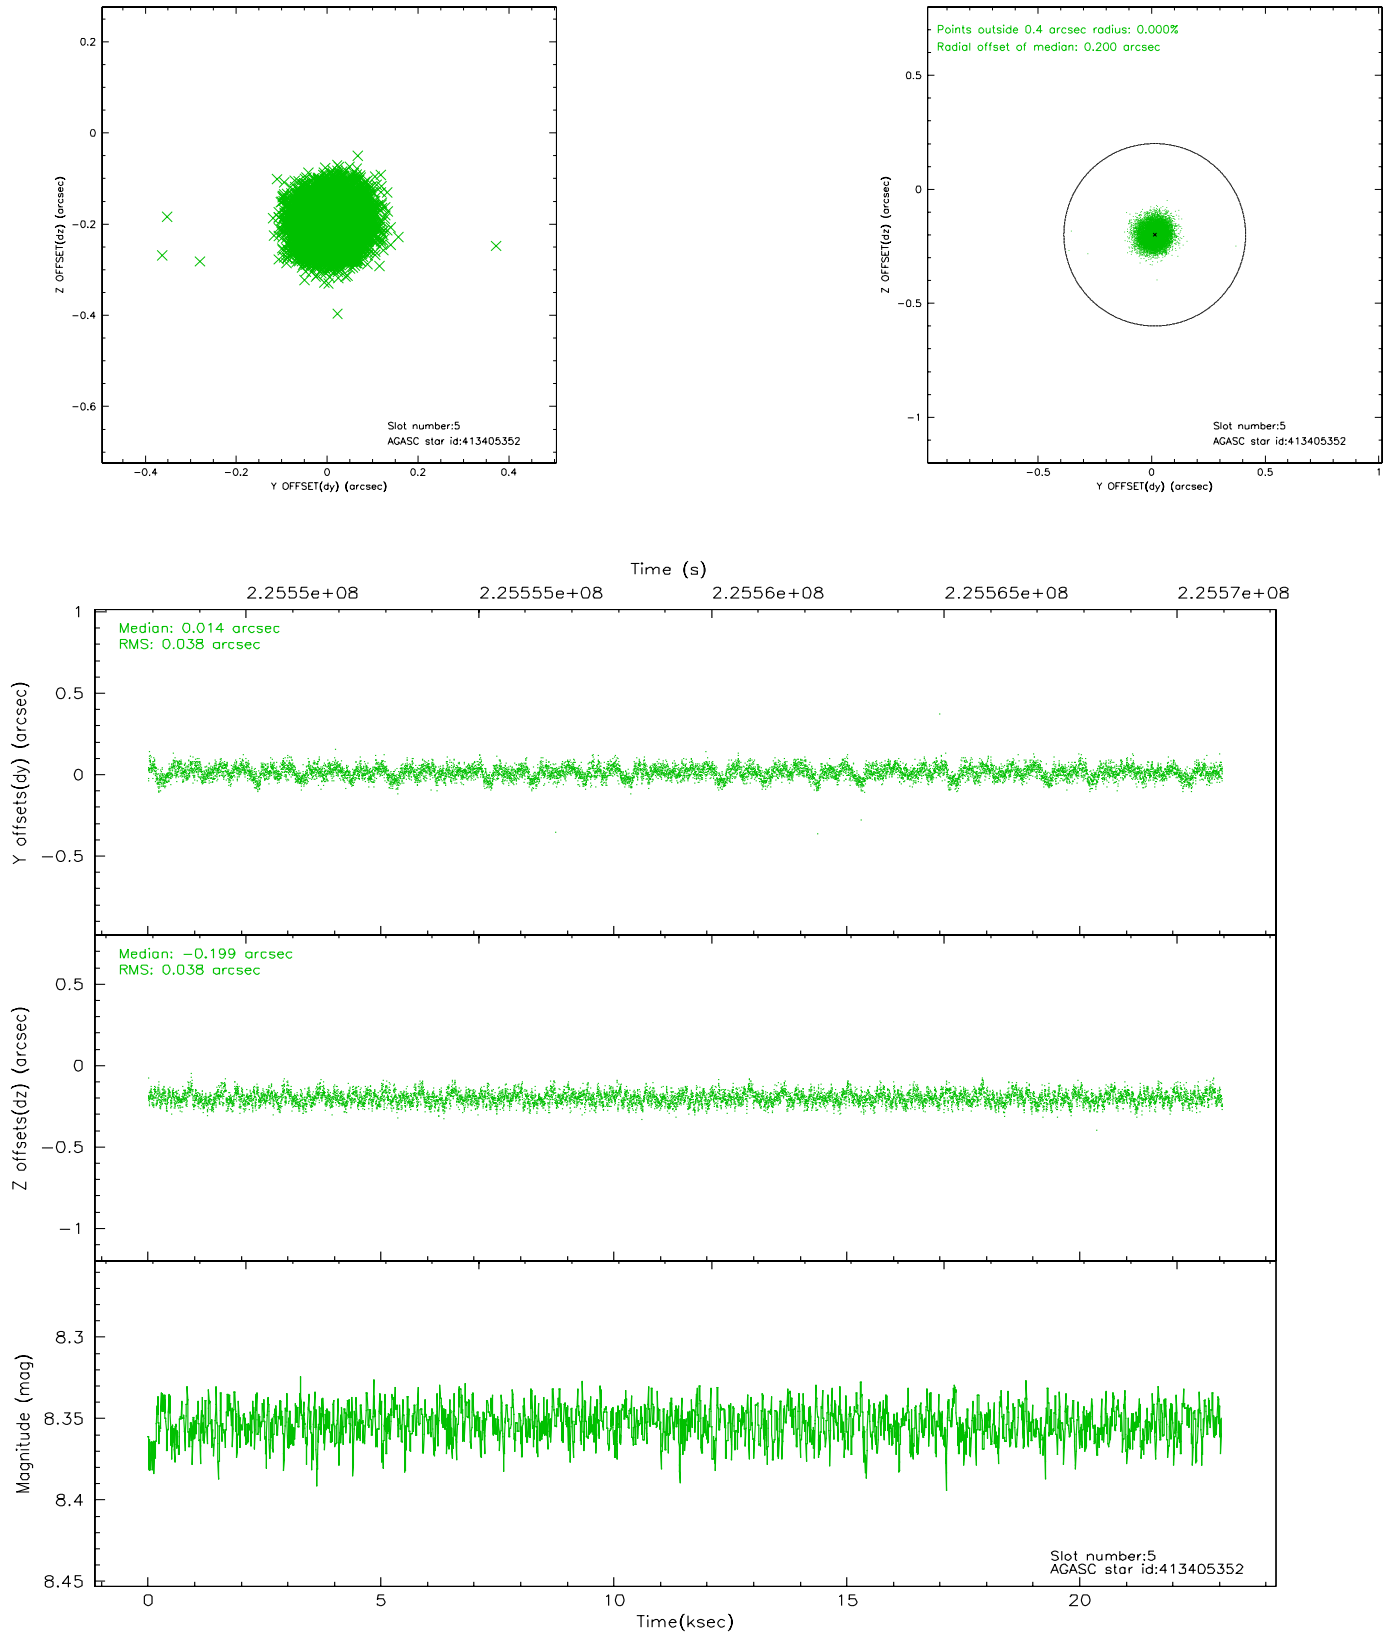 0.2
0
−0.2
−0.4
−0.6
Z OFFSET(dz) (arcsec)
−0.4 −0.2 0 0.2 0.4
Y OFFSET(dy) (arcsec)
Slot number:5
AGASC star id:413405352
Points outside 0.4 arcsec radius: 0.000%
Radial offset of median: 0.200 arcsec
0.5
0
−0.5
−1
Z OFFSET(dz) (arcsec)
−0.5 0 0.5 1
Y OFFSET(dy) (arcsec)
Slot number:5
AGASC star id:413405352
Time (s)
2.2555e+08 2.25555e+08 2.2556e+08 2.25565e+08 2.2557e+08
Median: 0.014 arcsec
RMS: 0.038 arcsec
1
0.5
0
−0.5
Y offsets(dy) (arcsec)
Median: −0.199 arcsec
RMS: 0.038 arcsec
0.5
0
−0.5
−1
Z offsets(dz) (arcsec)
8.3
8.35
8.4
8.45
Magnitude (mag)
Slot number:5
AGASC star id:413405352
0 5 10 15 20
Time(ksec)